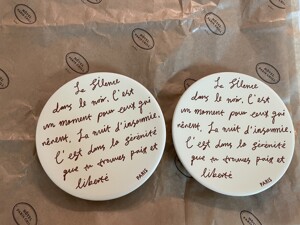 Le Silence
dans le noir. C'est
un moment pour ceux qui
rêvent. La nuit d'insomnie.
C'est dans la sérénité
que tu trouves paix et
liberté
PARIS
Le Silence
dans le noir. C'est
un moment pour ceux qui
rêvent. La nuit d'insomnie.
C'est dans la sérénité
que tu trouves paix et
liberté
PARIS